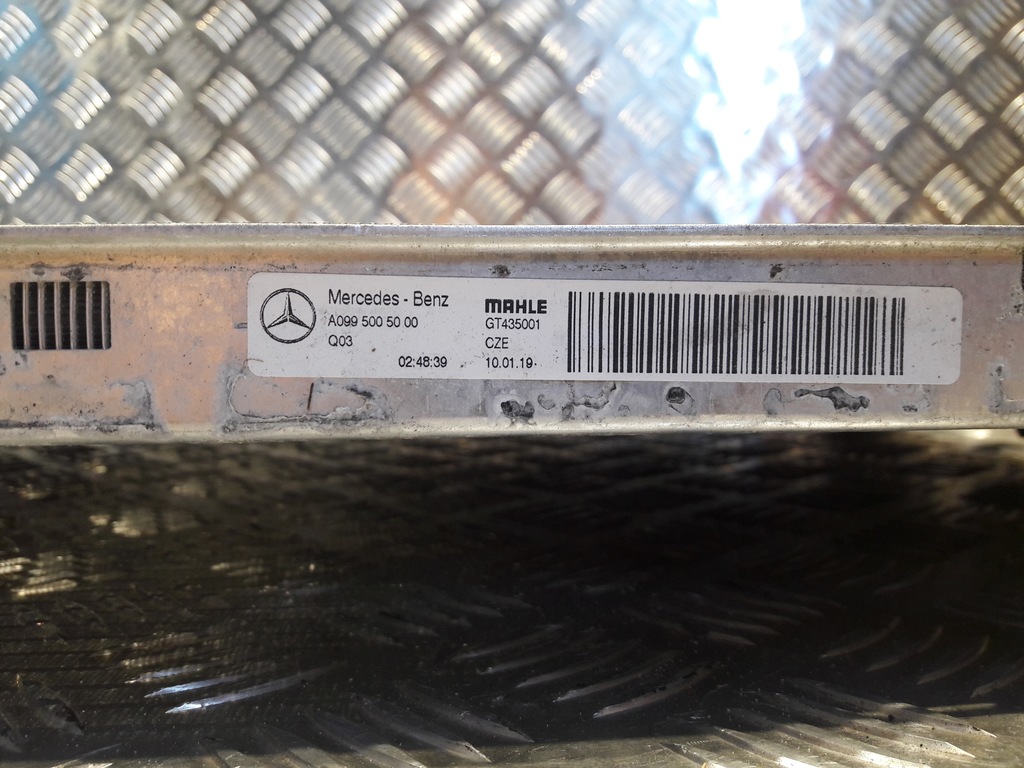 Mercedes - Benz
A099 500 50 00
Q03
02:48:39
MAHLE
GT435001
CZE
10.01.19